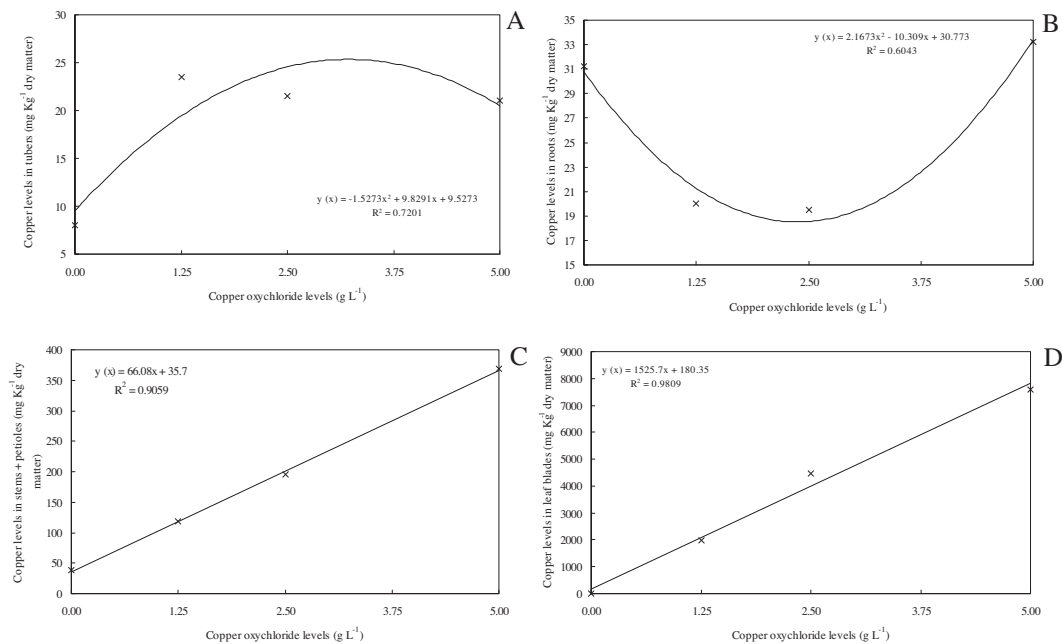 A
30
25
20
15
10
5
Copper levels in tubers (mg Kg-1 dry matter)
y (x) = -1.5273x² + 9.8291x + 9.5273
R² = 0.7201
0.00 1.25 2.50 3.75 5.00
Copper oxychloride levels (g L-1)
B
35
33
31
29
27
25
23
21
19
17
15
Copper levels in roots (mg Kg-1 dry matter)
y (x) = 2.1673x² - 10.309x + 30.773
R² = 0.6043
0.00 1.25 2.50 3.75 5.00
Copper oxychloride levels (g L-1)
C
400
350
300
250
200
150
100
50
0
Copper levels in stems + petioles (mg Kg-1 dry
matter)
y (x) = 66.08x + 35.7
R² = 0.9059
0.00 1.25 2.50 3.75 5.00
Copper oxychloride levels (g L-1)
D
9000
8000
7000
6000
5000
4000
3000
2000
1000
0
Copper levels in leaf blades (mg Kg-1 dry matter)
y (x) = 1525.7x + 180.35
R² = 0.9809
0.00 1.25 2.50 3.75 5.00
Copper oxychloride levels (g L-1)